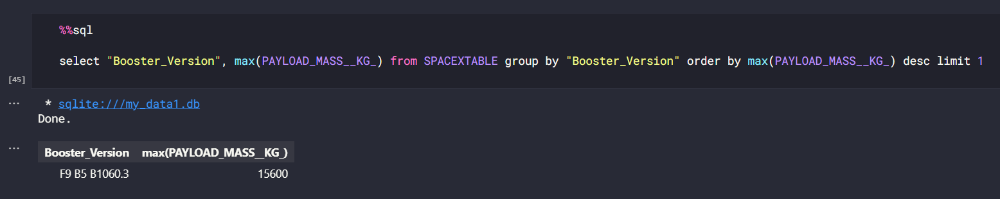 %%sql
select "Booster_Version", max(PAYLOAD_MASS__KG_) from SPACEXTABLE group by "Booster_Version" order by max(PAYLOAD_MASS__KG_) desc limit 1
[45]
... * sqlite:///my_data1.db
Done.
...
Booster_Version max(PAYLOAD_MASS__KG_)
F9 B5 B1060.3 15600